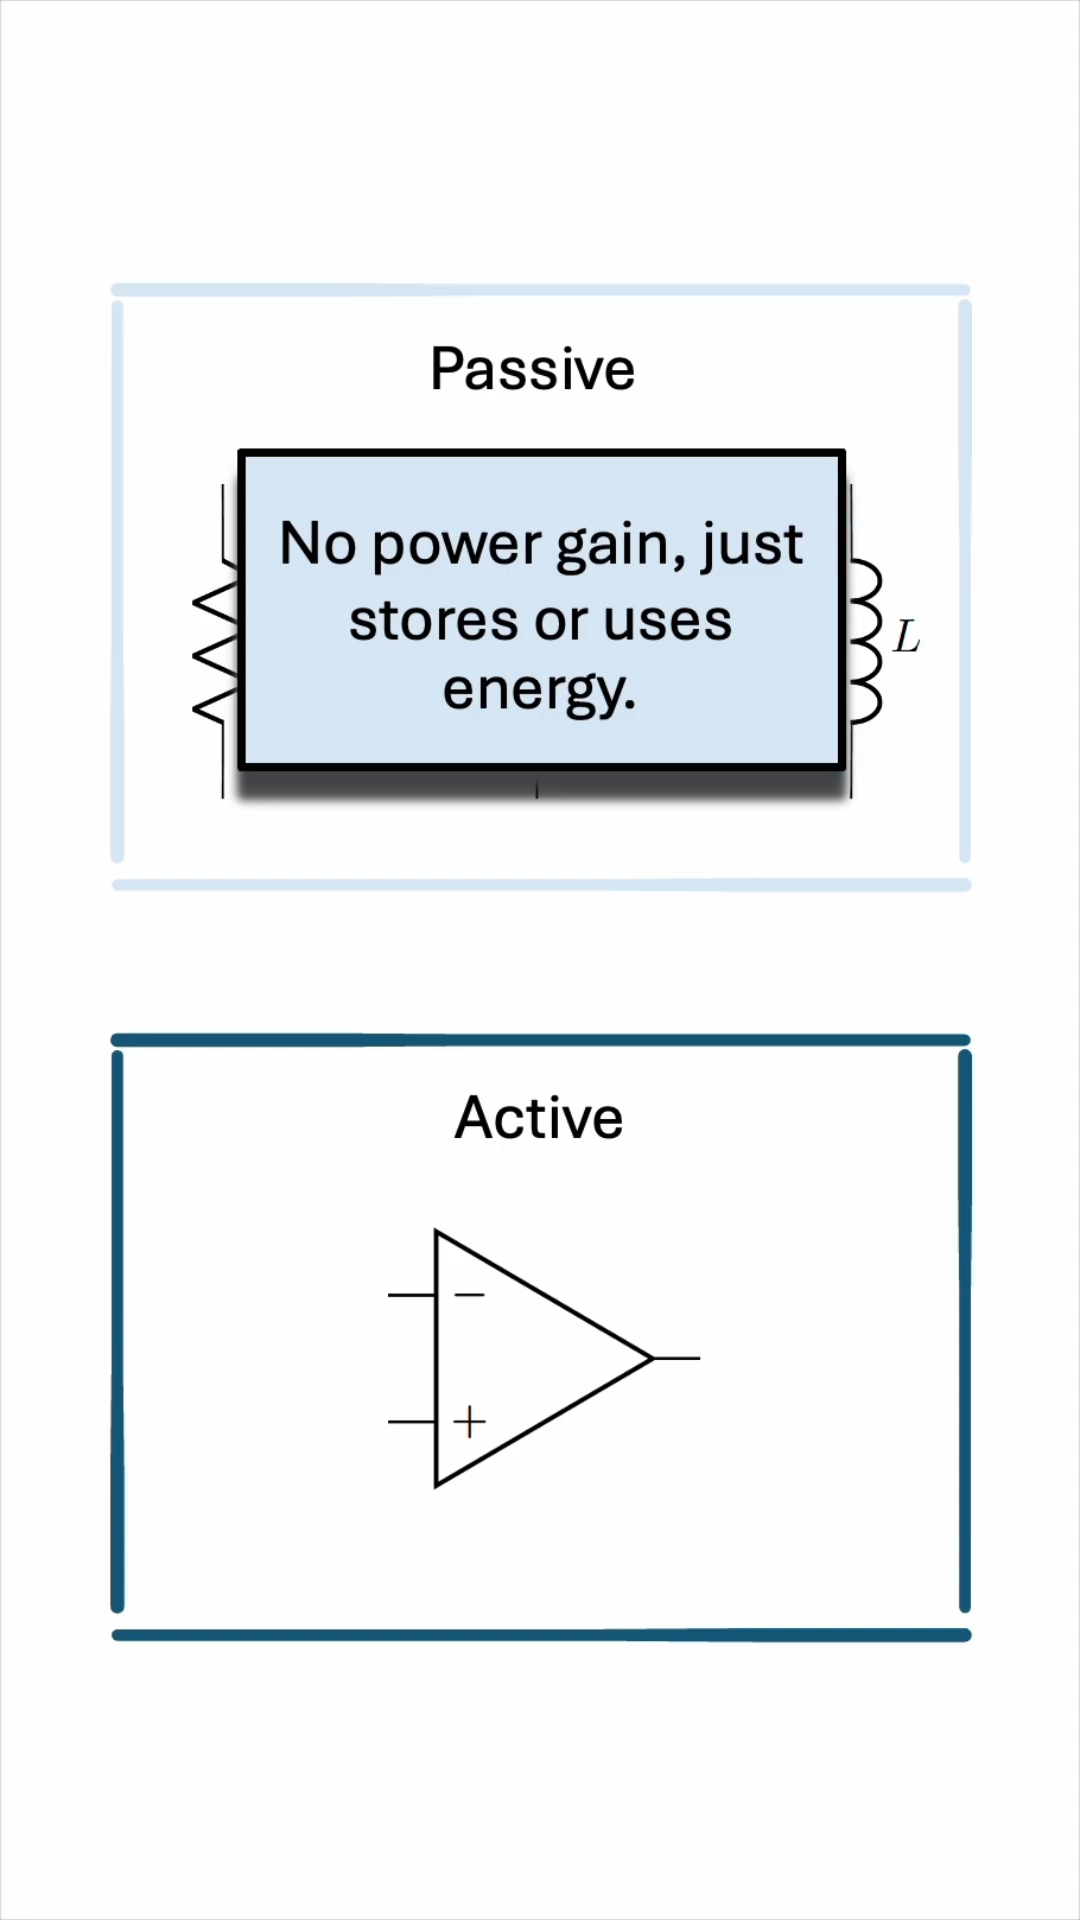 Passive
No power gain, just
stores or uses
energy.
L
Active
−
+